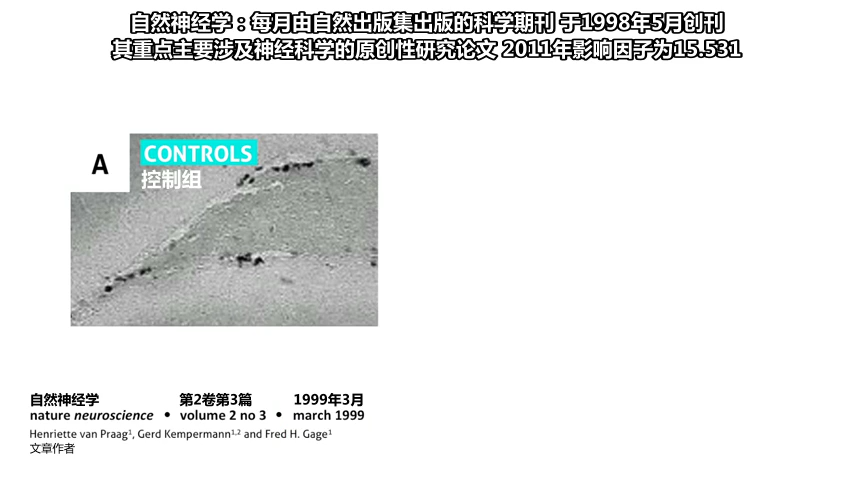 自然神经学：每月由自然出版集出版的科学期刊 于1998年5月创刊
其重点主要涉及神经科学的原创性研究论文 2011年影响因子为15.531
A
CONTROLS
控制组
自然神经学 第2卷第3篇 1999年3月
nature neuroscience • volume 2 no 3 • march 1999
Henriette van Praag¹, Gerd Kempermann¹,² and Fred H. Gage¹
文章作者